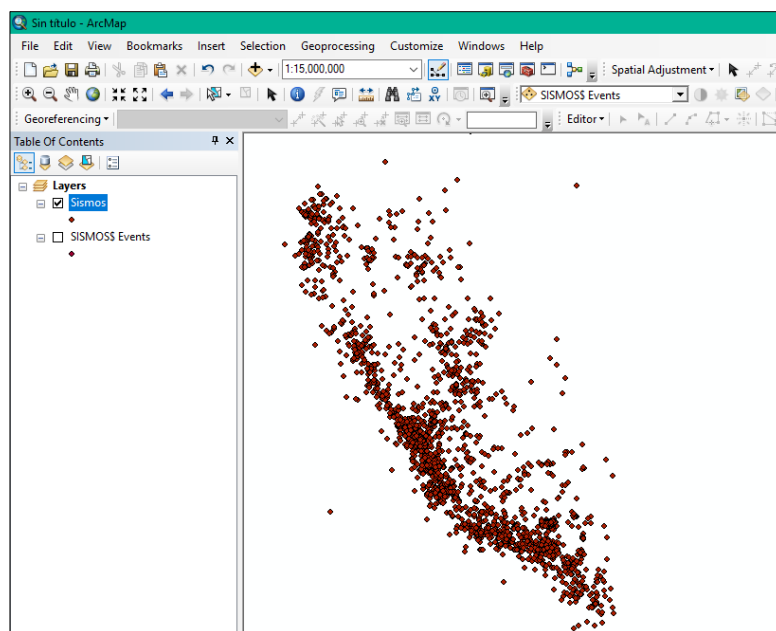 Sin título - ArcMap
File Edit View Bookmarks Insert Selection Geoprocessing Customize Windows Help
1:15,000,000 Spatial Adjustment
SISMOS$ Events
Georeferencing Editor
Table Of Contents
Layers
Sismos
SISMOS$ Events